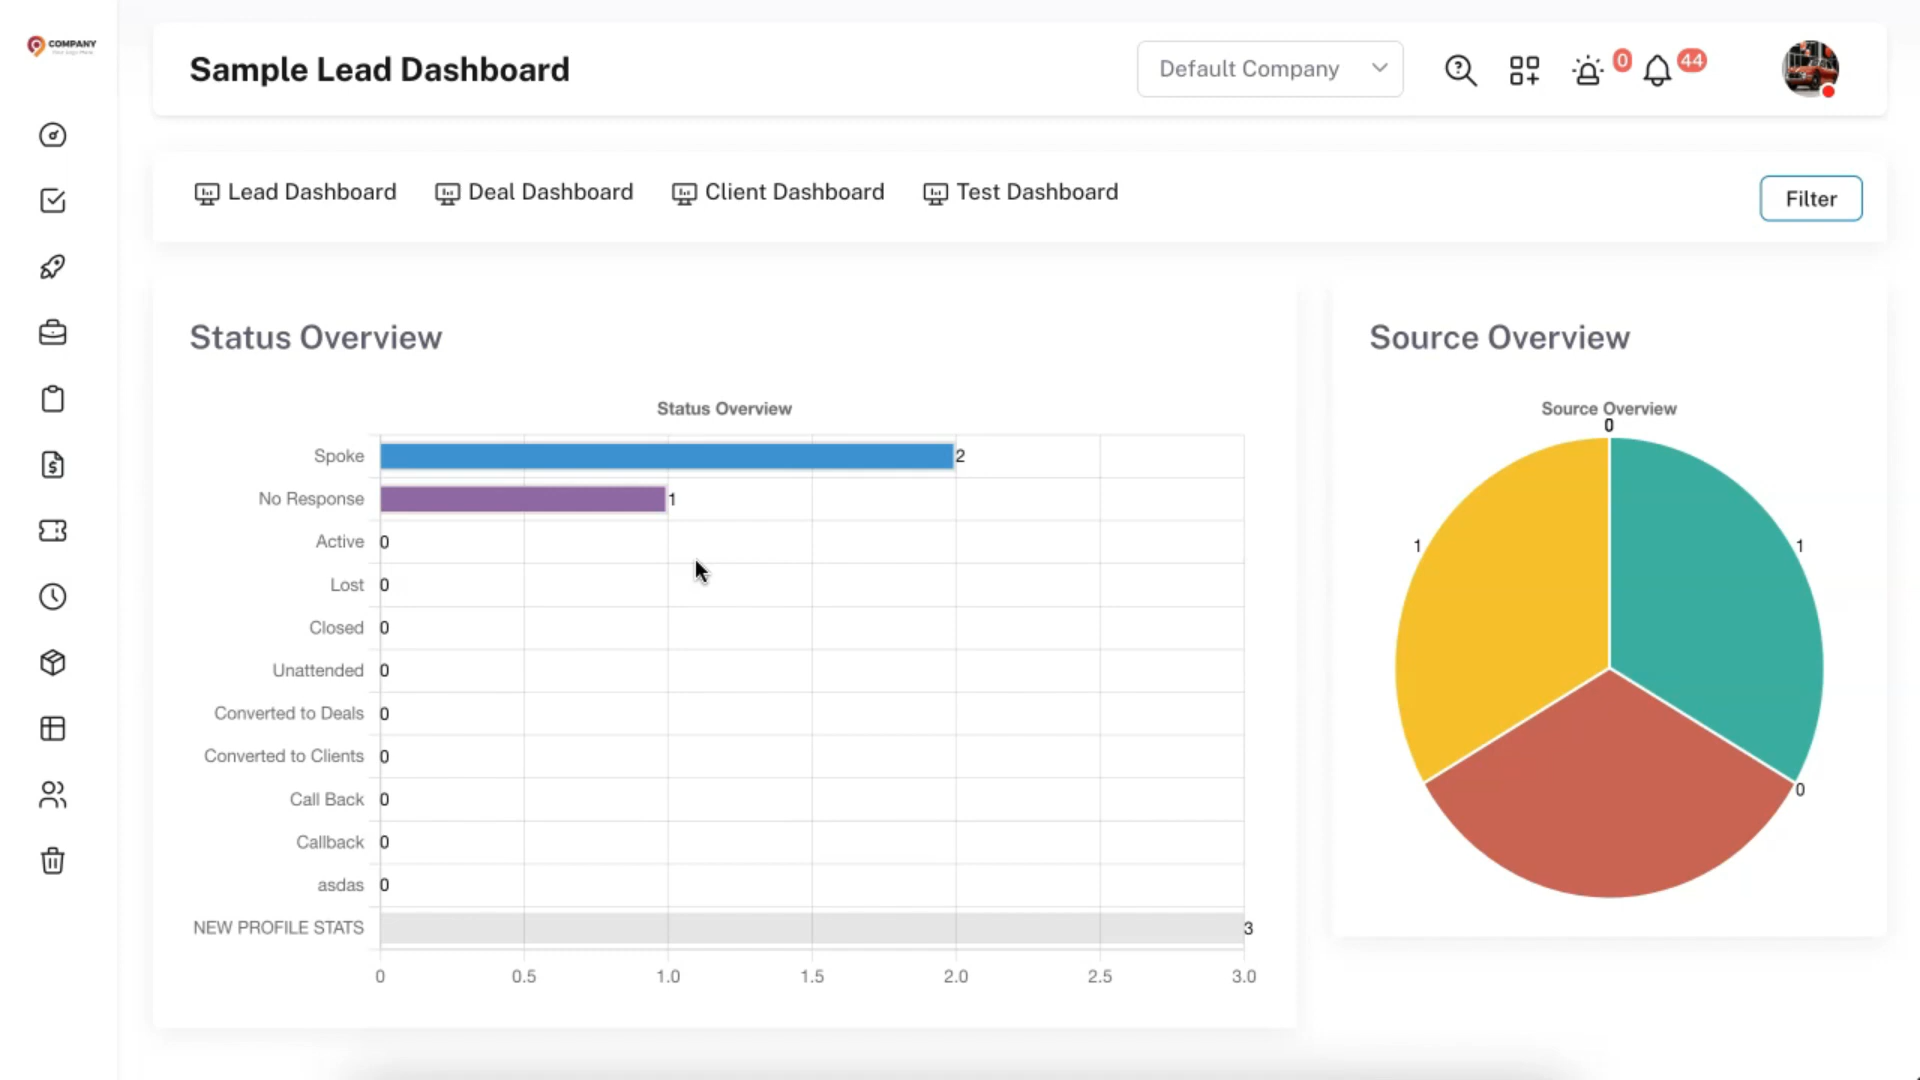 COMPANY
Sample Lead Dashboard
Default Company
0
44
Lead Dashboard
Deal Dashboard
Client Dashboard
Test Dashboard
Filter
Status Overview
Status Overview
Spoke 2
No Response 1
Active 0
Lost 0
Closed 0
Unattended 0
Converted to Deals 0
Converted to Clients 0
Call Back 0
Callback 0
asdas 0
NEW PROFILE STATS 3
0 0.5 1.0 1.5 2.0 2.5 3.0
Source Overview
Source Overview
0
1 1
0